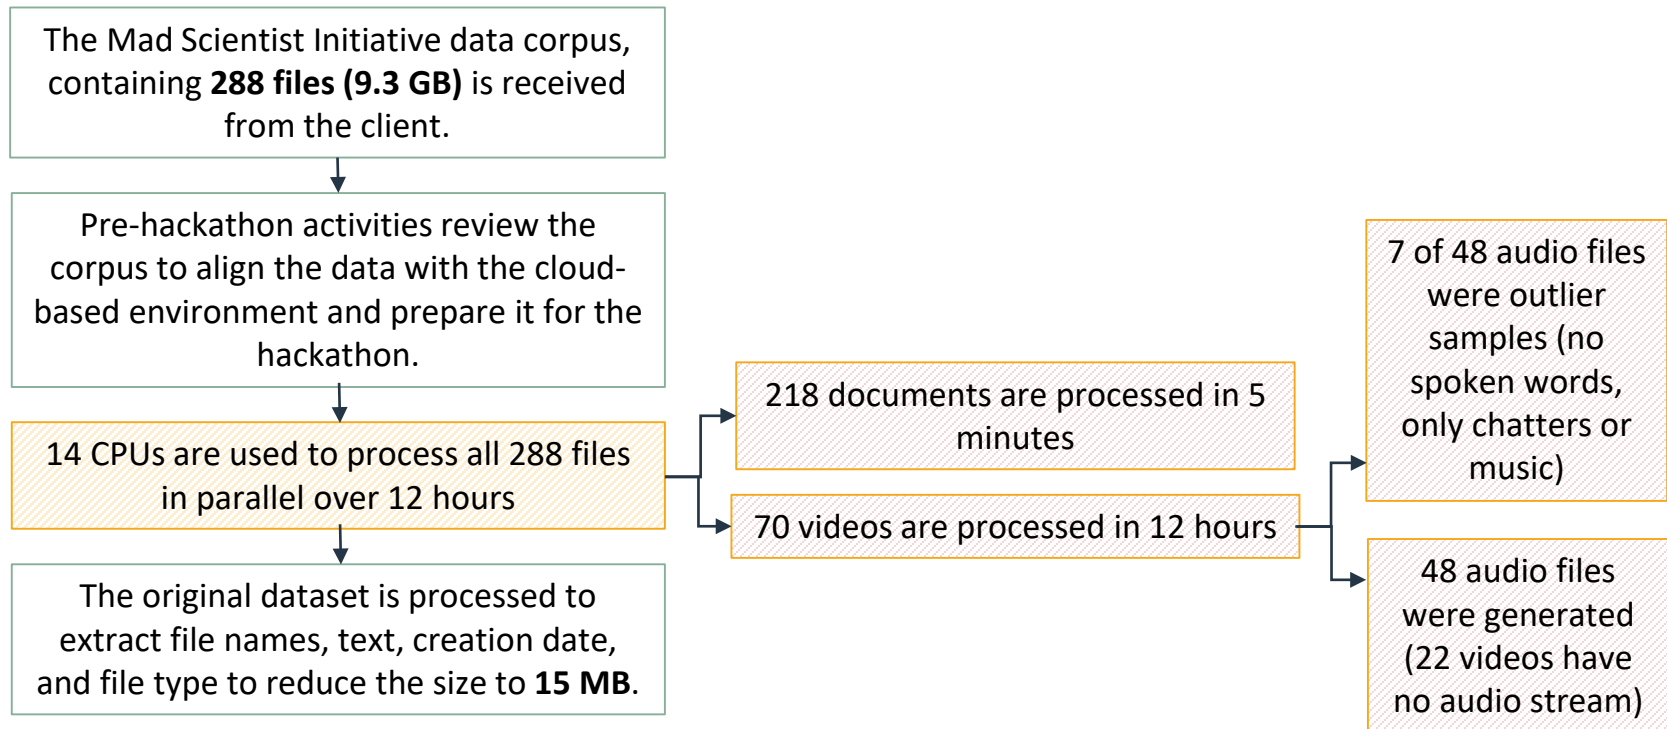 The Mad Scientist Initiative data corpus,
containing 288 files (9.3 GB) is received
from the client.
Pre-hackathon activities review the
corpus to align the data with the cloud-
based environment and prepare it for the
hackathon.
14 CPUs are used to process all 288 files
in parallel over 12 hours
The original dataset is processed to
extract file names, text, creation date,
and file type to reduce the size to 15 MB.
218 documents are processed in 5
minutes
70 videos are processed in 12 hours
7 of 48 audio files
were outlier
samples (no
spoken words,
only chatters or
music)
48 audio files
were generated
(22 videos have
no audio stream)